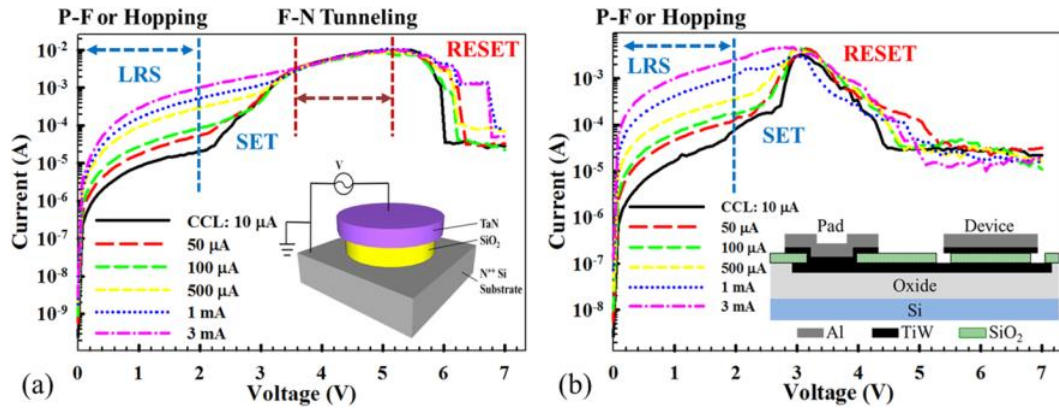 P-F or Hopping
F-N Tunneling
RESET
LRS
SET
10⁻²
10⁻³
10⁻⁴
10⁻⁵
10⁻⁶
10⁻⁷
10⁻⁸
10⁻⁹
Current (A)
CCL: 10 μA
50 μA
100 μA
500 μA
1 mA
3 mA
V
TaN
SiO₂
N⁺⁺ Si
Substrate
0 1 2 3 4 5 6 7
Voltage (V)
(a)
P-F or Hopping
RESET
LRS
SET
10⁻³
10⁻⁴
10⁻⁵
10⁻⁶
10⁻⁷
10⁻⁸
Current (A)
CCL: 10 μA
50 μA
100 μA
500 μA
1 mA
3 mA
Pad
Device
Oxide
Si
Al TiW SiO₂
0 1 2 3 4 5 6 7
Voltage (V)
(b)